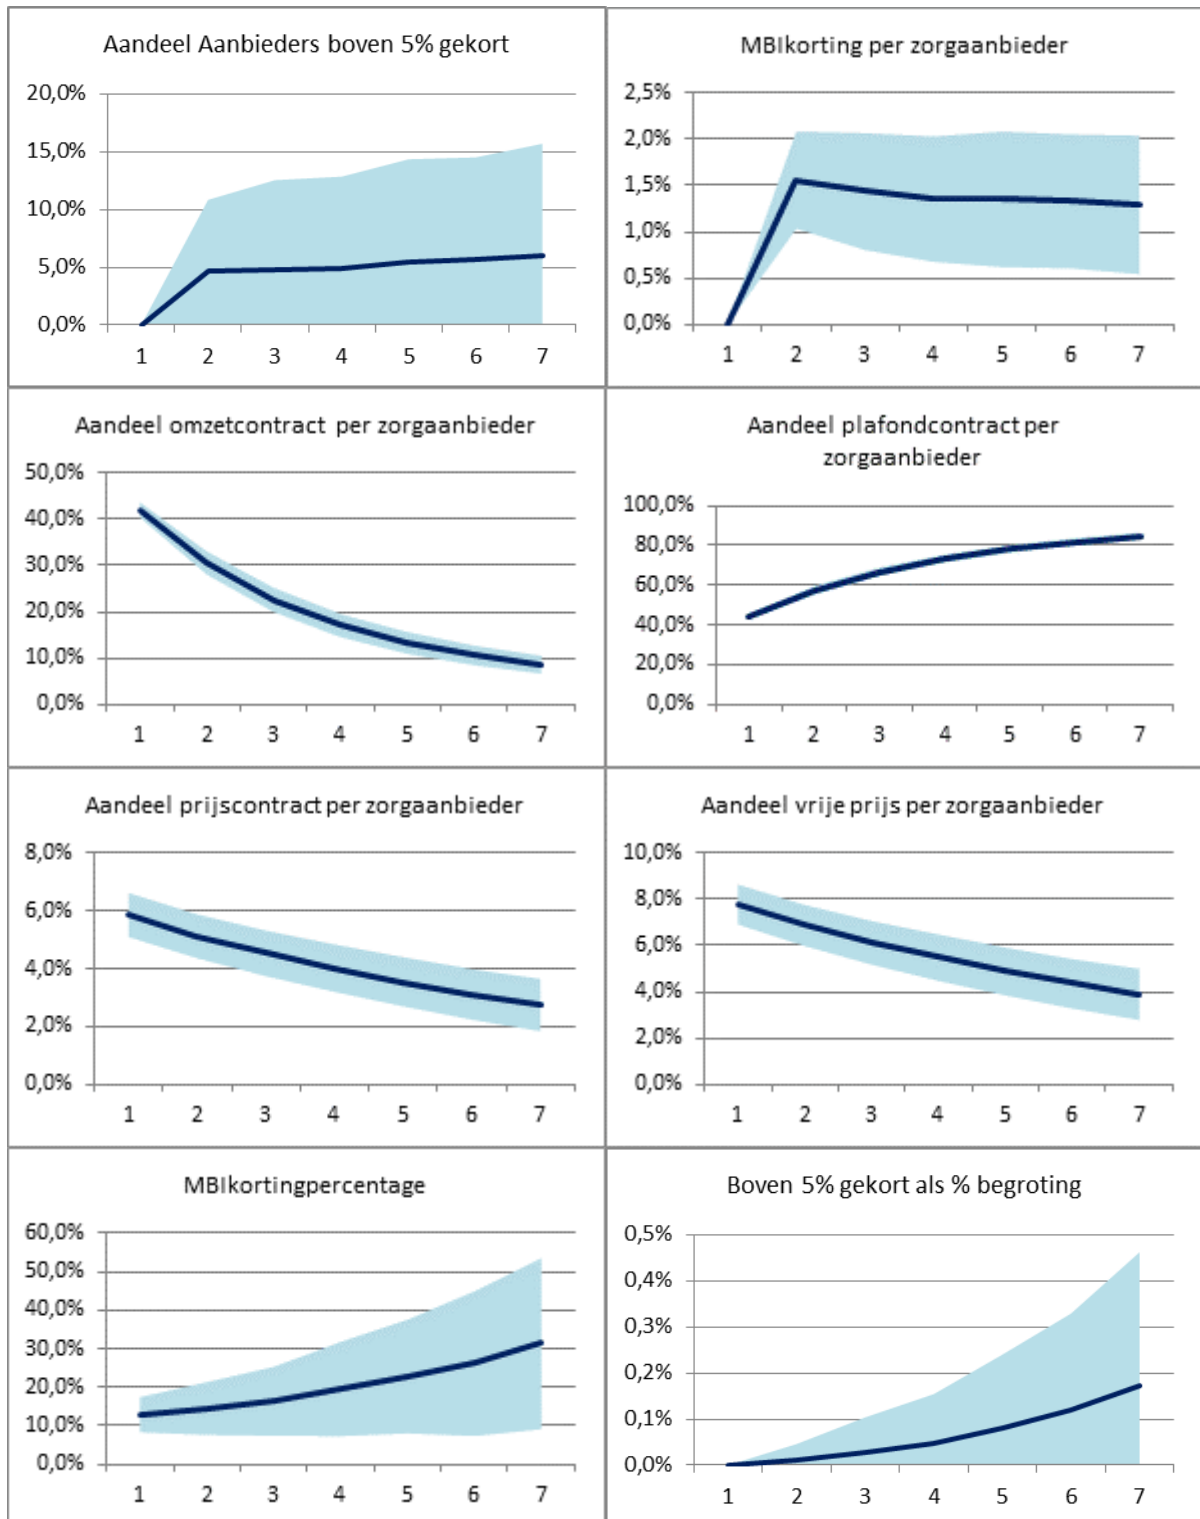 Aandeel Aanbieders boven 5% gekort
20,0%
15,0%
10,0%
5,0%
0,0%
1 2 3 4 5 6 7
MBIkorting per zorgaanbieder
2,5%
2,0%
1,5%
1,0%
0,5%
0,0%
1 2 3 4 5 6 7
Aandeel omzetcontract per zorgaanbieder
50,0%
40,0%
30,0%
20,0%
10,0%
0,0%
1 2 3 4 5 6 7
Aandeel plafondcontract per
zorgaanbieder
100,0%
80,0%
60,0%
40,0%
20,0%
0,0%
1 2 3 4 5 6 7
Aandeel prijscontract per zorgaanbieder
8,0%
6,0%
4,0%
2,0%
0,0%
1 2 3 4 5 6 7
Aandeel vrije prijs per zorgaanbieder
10,0%
8,0%
6,0%
4,0%
2,0%
0,0%
1 2 3 4 5 6 7
MBIkortingpercentage
60,0%
50,0%
40,0%
30,0%
20,0%
10,0%
0,0%
1 2 3 4 5 6 7
Boven 5% gekort als % begroting
0,5%
0,4%
0,3%
0,2%
0,1%
0,0%
1 2 3 4 5 6 7